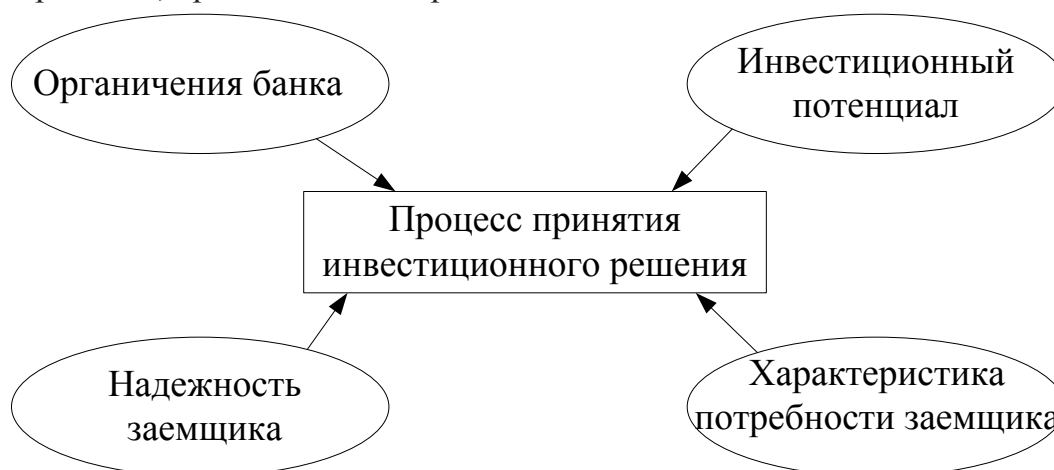 Органичения банка
Инвестиционный
потенциал
Процесс принятия
инвестиционного решения
Надежность
заемщика
Характеристика
потребности заемщика